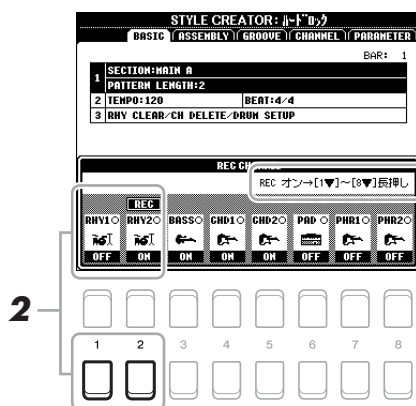 STYLE CREATOR: ハードロック
BASIC ASSEMBLY GROOVE CHANNEL PARAMETER
BAR: 1
1 SECTION:MAIN A
PATTERN LENGTH:2
2 TEMPO:120 BEAT:4/4
3 RHY CLEAR/CH DELETE/DRUM SETUP
REC CH
REC オン→[1▼]～[8▼]長押し
REC
RHY1 RHY2 BASS CHD1 CHD2 PAD PHR1 PHR2
OFF ON ON ON ON OFF OFF OFF
2
1 2 3 4 5 6 7 8